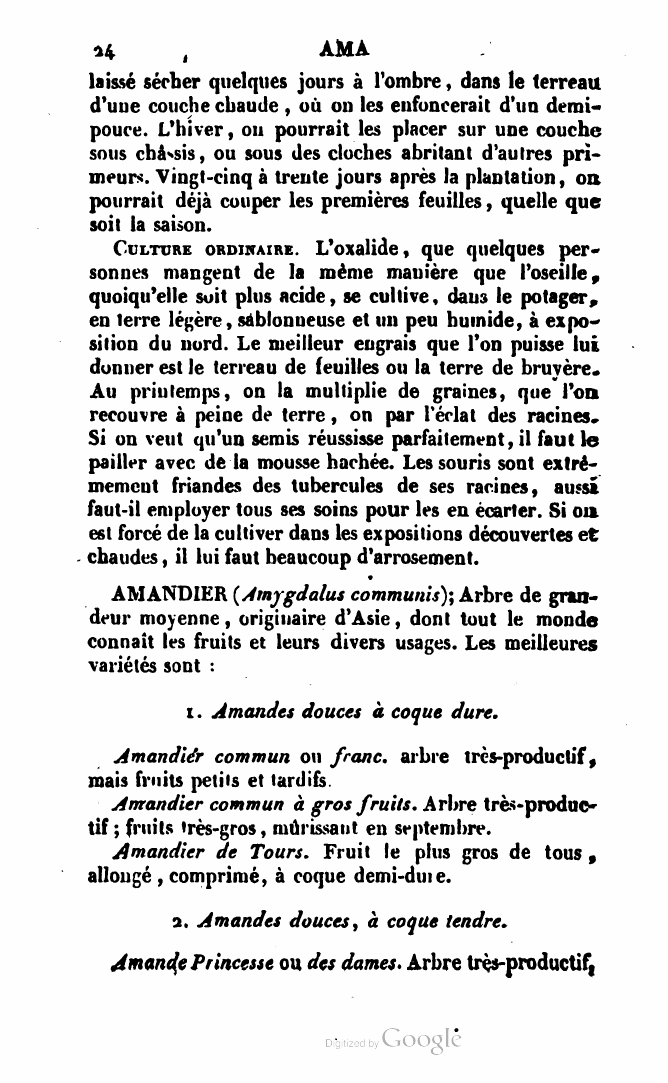 24 AMA
laissé sécher quelques jours à l'ombre, dans le terreau
d'une couche chaude, où on les enfoncerait d'un demi-
pouce. L'hiver, on pourrait les placer sur une couche
sous châssis, ou sous des cloches abritant d'autres pri-
meurs. Vingt-cinq à trente jours après la plantation, on
pourrait déjà couper les premières feuilles, quelle que
soit la saison.
CULTURE ORDINAIRE. L'oxalide, que quelques per-
sonnes mangent de la même manière que l'oseille,
quoiqu'elle soit plus acide, se cultive, dans le potager,
en terre légère, sablonneuse et un peu humide, à expo-
sition du nord. Le meilleur engrais que l'on puisse lui
donner est le terreau de feuilles ou la terre de bruyère.
Au printemps, on la multiplie de graines, que l'on
recouvre à peine de terre, on par l'éclat des racines.
Si on veut qu'un semis réussisse parfaitement, il faut le
pailler avec de la mousse hachée. Les souris sont extrê-
mement friandes des tubercules de ses racines, aussi
faut-il employer tous ses soins pour les en écarter. Si on
est forcé de la cultiver dans les expositions découvertes et
chaudes, il lui faut beaucoup d'arrosement.
AMANDIER (Amygdalus communis); Arbre de gran-
deur moyenne, originaire d'Asie, dont tout le monde
connaît les fruits et leurs divers usages. Les meilleures
variétés sont :
1. Amandes douces à coque dure.
Amandier commun ou franc. arbre très-productif,
mais fruits petits et tardifs.
Amandier commun à gros fruits. Arbre très-produc-
tif; fruits très-gros, mûrissant en septembre.
Amandier de Tours. Fruit le plus gros de tous,
allongé, comprimé, à coque demi-dure.
2. Amandes douces, à coque tendre.
Amande Princesse ou des dames. Arbre très-productif,
Digitized by Google